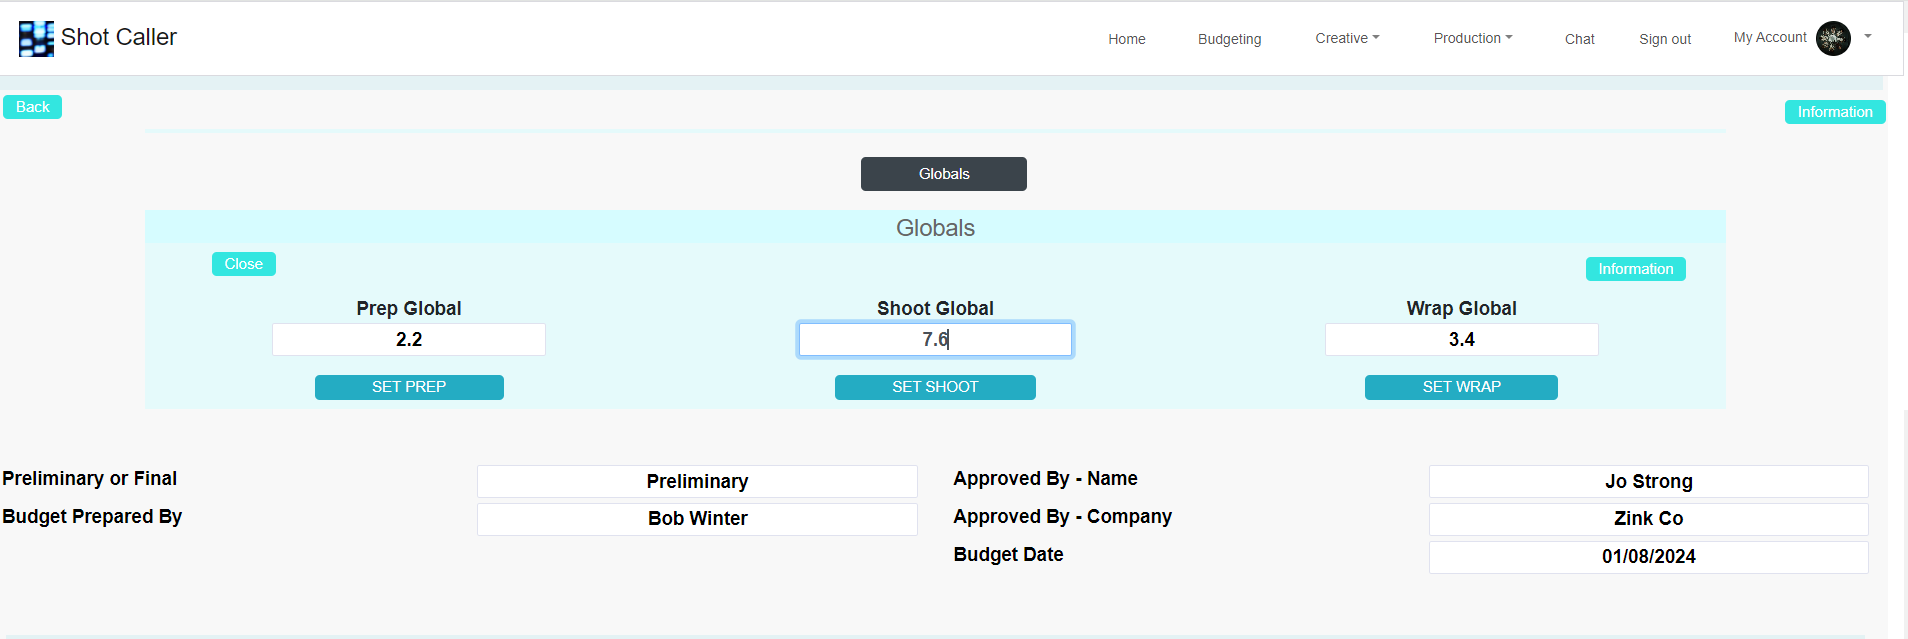 Shot Caller
Home Budgeting Creative Production Chat Sign out My Account
Back
Information
Globals
Globals
Close
Information
Prep Global Shoot Global Wrap Global
2.2 7.6 3.4
SET PREP SET SHOOT SET WRAP
Preliminary or Final Preliminary Approved By - Name Jo Strong
Budget Prepared By Bob Winter Approved By - Company Zink Co
Budget Date 01/08/2024